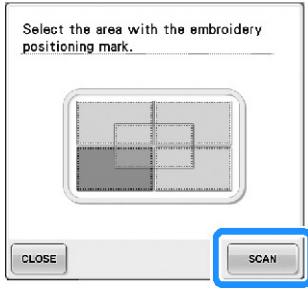 Select the area with the embroidery
positioning mark.
CLOSE
SCAN